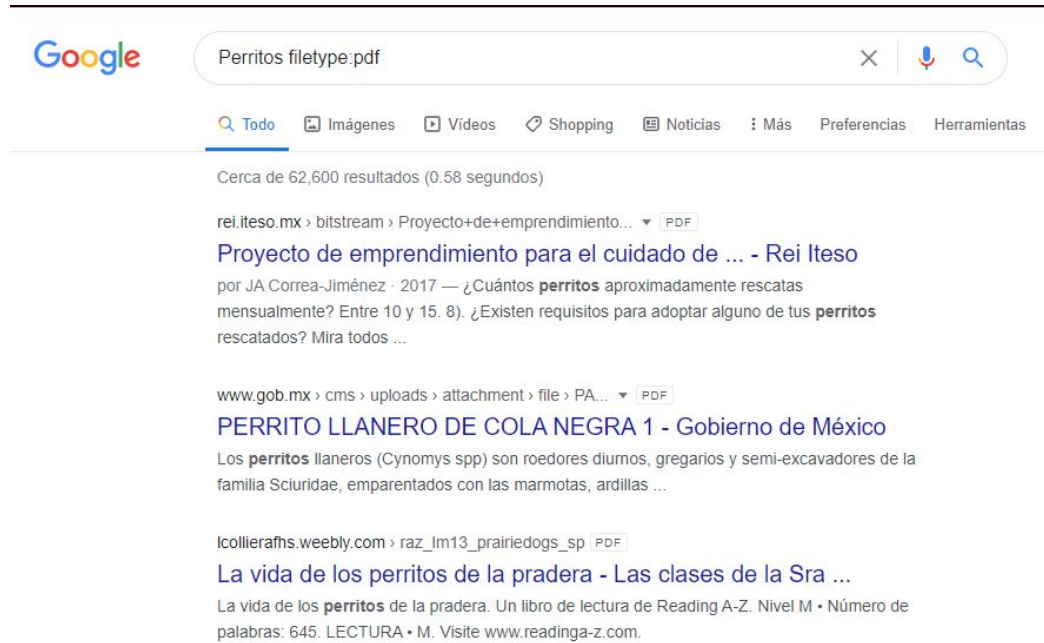 Google
Perritos filetype:pdf
Todo Imágenes Vídeos Shopping Noticias Más Preferencias Herramientas
Cerca de 62,600 resultados (0.58 segundos)
rei.iteso.mx › bitstream › Proyecto+de+emprendimiento... PDF
Proyecto de emprendimiento para el cuidado de ... - Rei Iteso
por JA Correa-Jiménez · 2017 — ¿Cuántos perritos aproximadamente rescatas
mensualmente? Entre 10 y 15. 8). ¿Existen requisitos para adoptar alguno de tus perritos
rescatados? Mira todos ...
www.gob.mx › cms › uploads › attachment › file › PA... PDF
PERRITO LLANERO DE COLA NEGRA 1 - Gobierno de México
Los perritos llaneros (Cynomys spp) son roedores diurnos, gregarios y semi-excavadores de la
familia Sciuridae, emparentados con las marmotas, ardillas ...
lcollierafhs.weebly.com › raz_lm13_prairiedogs_sp PDF
La vida de los perritos de la pradera - Las clases de la Sra ...
La vida de los perritos de la pradera. Un libro de lectura de Reading A-Z. Nivel M • Número de
palabras: 645. LECTURA • M. Visite www.readinga-z.com.